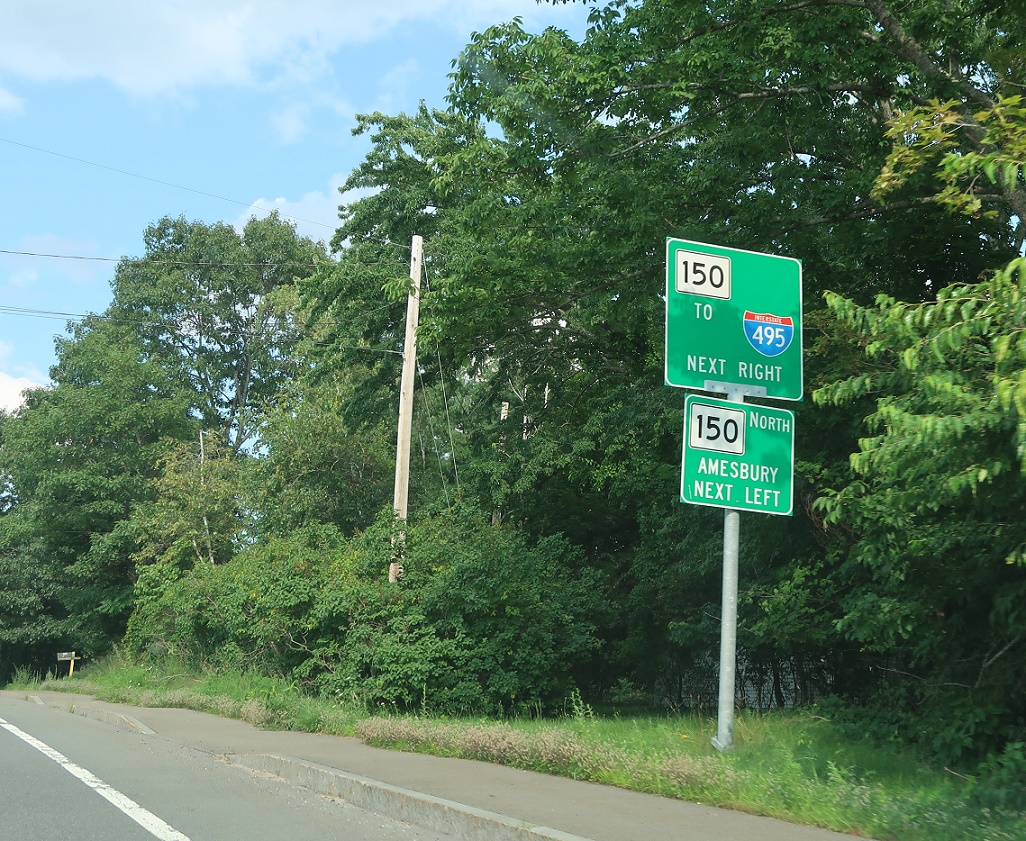 150
TO
INTERSTATE
495
NEXT RIGHT
150 NORTH
AMESBURY
NEXT LEFT